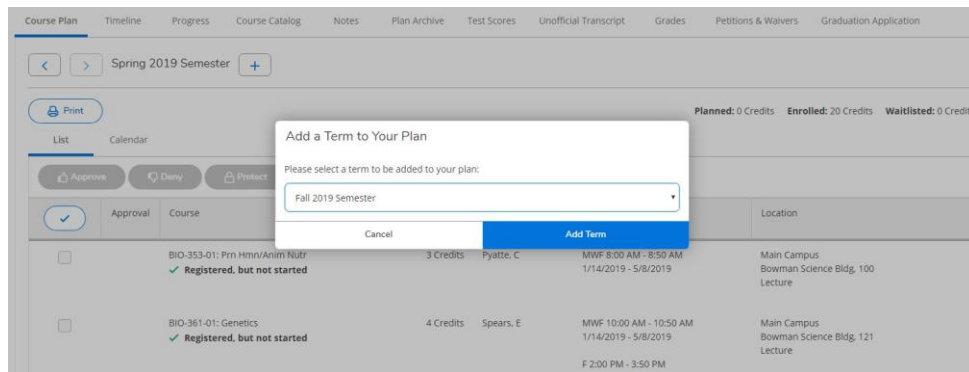 Course Plan Timeline Progress Course Catalog Notes Plan Archive Test Scores Unofficial Transcript Grades Petitions & Waivers Graduation Application
< > Spring 2019 Semester +
Print
Planned: 0 Credits Enrolled: 20 Credits Waitlisted: 0 Credit
List Calendar
Add a Term to Your Plan
Please select a term to be added to your plan:
Approve Deny Protect
Fall 2019 Semester
Cancel Add Term
Approval Course Location
BIO-353-01: Prn Hmn/Anim Nutr 3 Credits Pyatte, C MWF 8:00 AM - 8:50 AM Main Campus
Registered, but not started 1/14/2019 - 5/8/2019 Bowman Science Bldg, 100
Lecture
BIO-361-01: Genetics 4 Credits Spears, E MWF 10:00 AM - 10:50 AM Main Campus
Registered, but not started 1/14/2019 - 5/8/2019 Bowman Science Bldg, 121
Lecture
F 2:00 PM - 3:50 PM